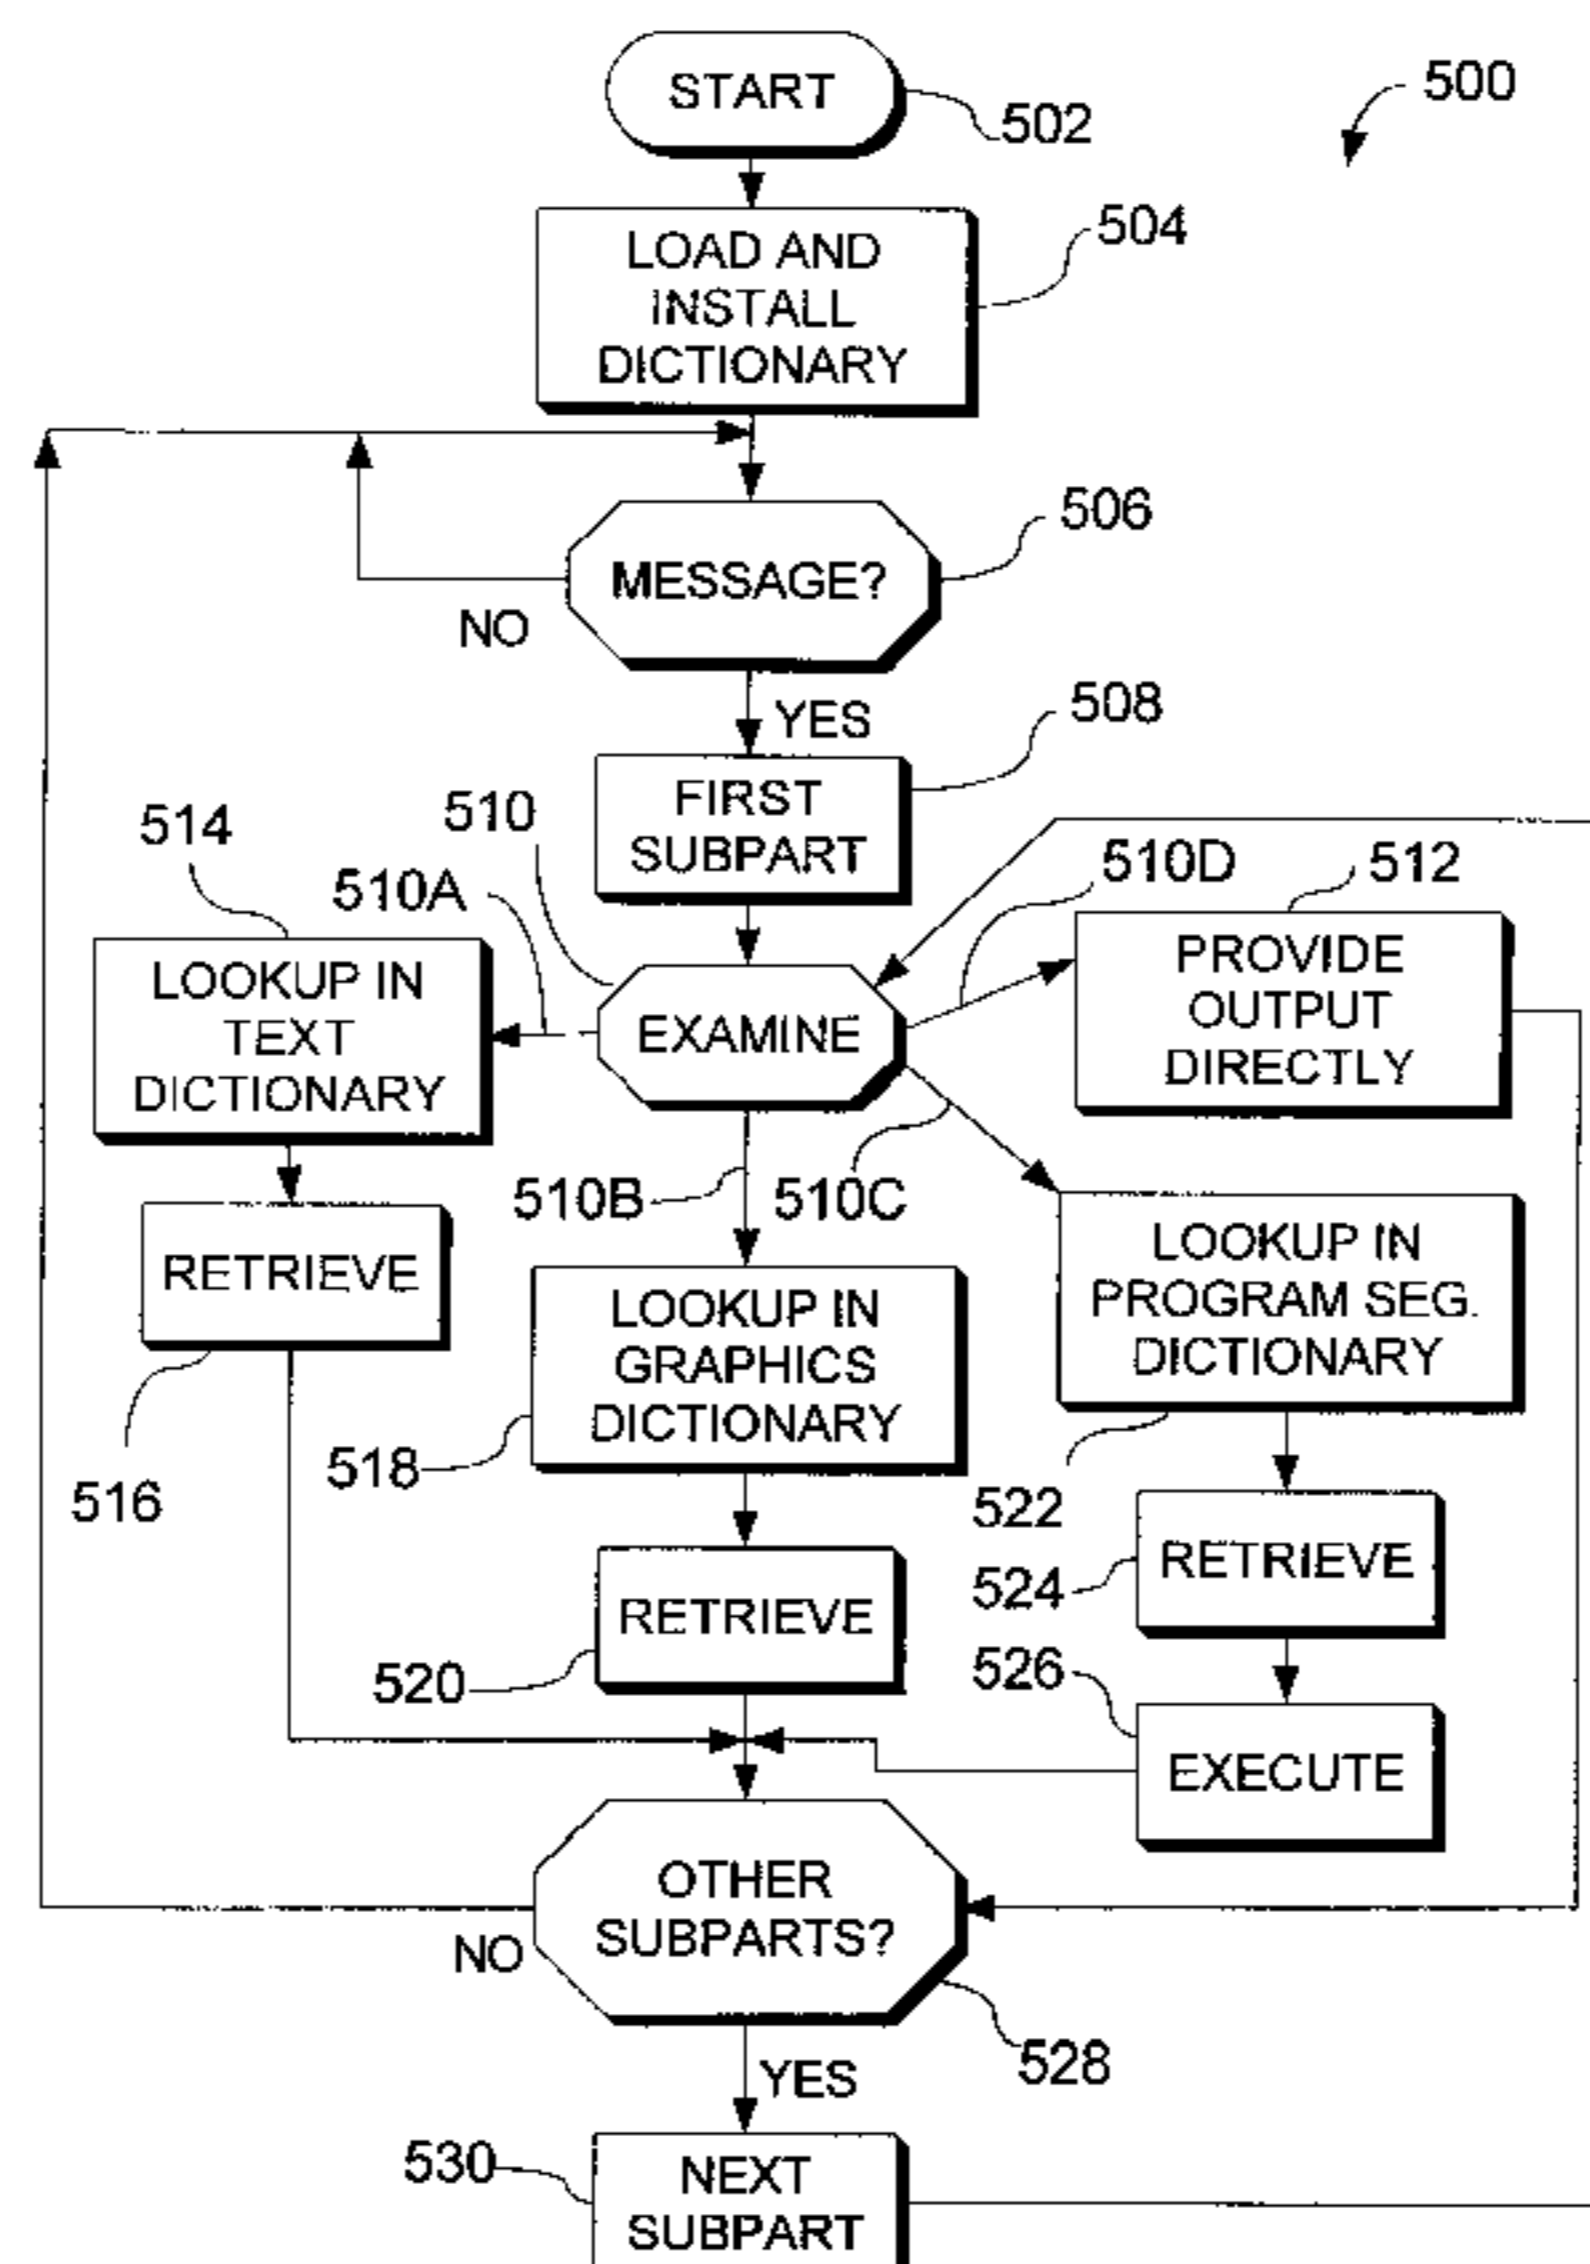 START
500
502
LOAD AND
INSTALL
DICTIONARY
504
MESSAGE?
506
NO
YES
508
FIRST
SUBPART
510
514
510A
510D
512
LOOKUP IN
TEXT
DICTIONARY
EXAMINE
PROVIDE
OUTPUT
DIRECTLY
510B
510C
RETRIEVE
516
LOOKUP IN
GRAPHICS
DICTIONARY
518
LOOKUP IN
PROGRAM SEG.
DICTIONARY
522
RETRIEVE
520
RETRIEVE
524
526
EXECUTE
OTHER
SUBPARTS?
NO
528
YES
530
NEXT
SUBPART